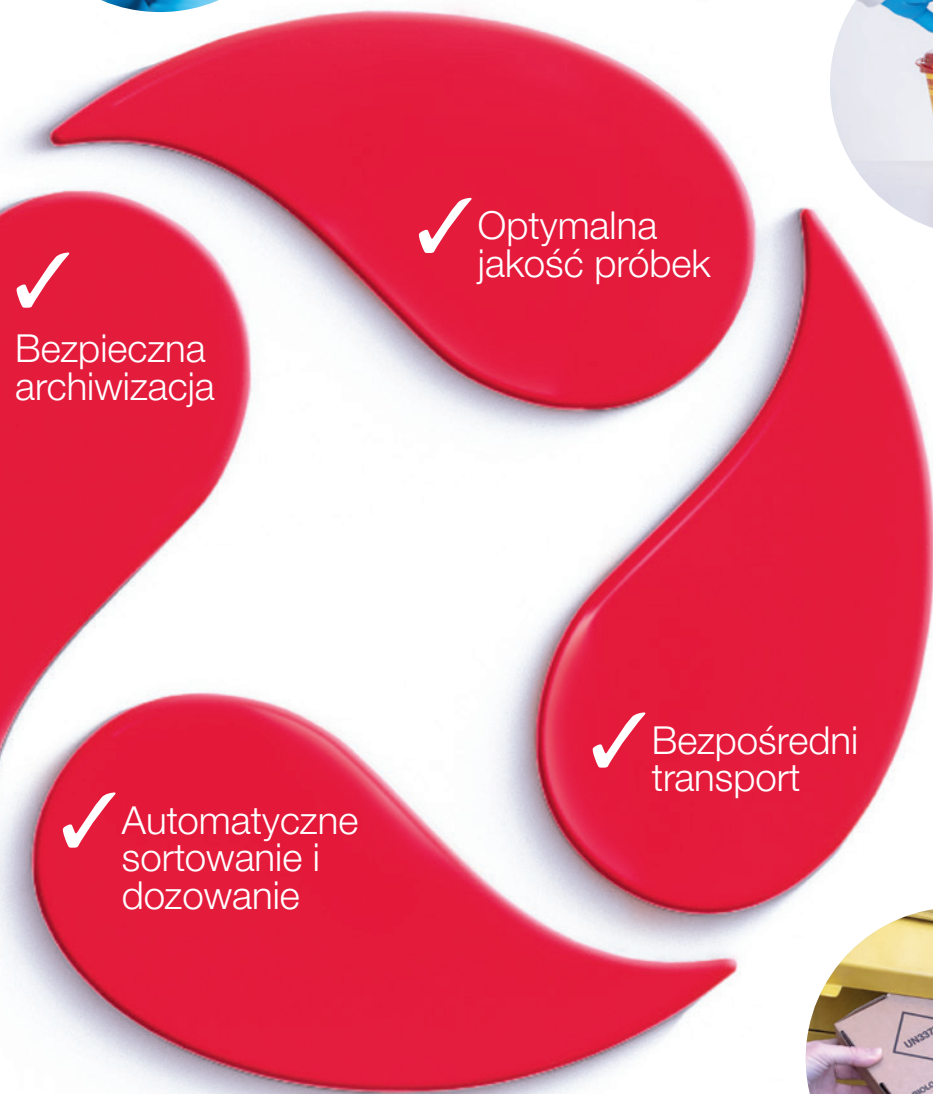 Optymalna
jakość próbek
Bezpieczna
archiwizacja
Bezpośredni
transport
Automatyczne
sortowanie i
dozowanie